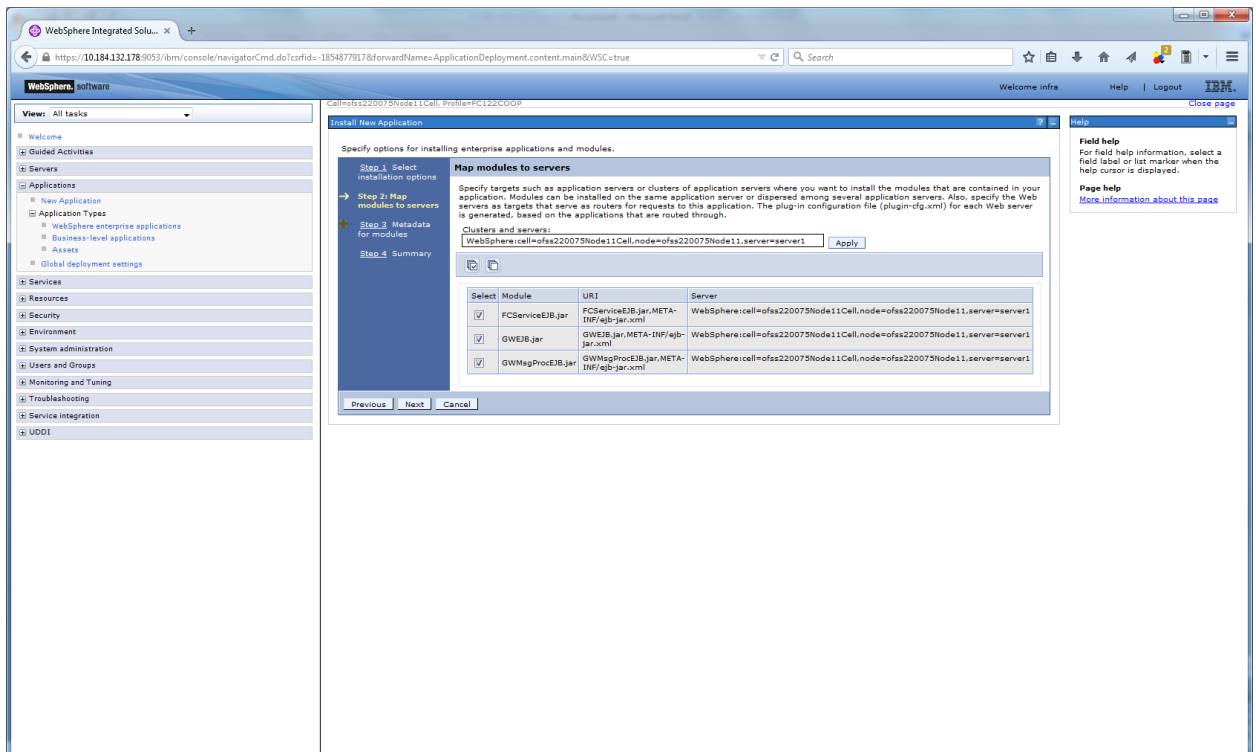 WebSphere Integrated Solu... × +
https://10.184.132.178:9053/ibm/console/navigatorCmd.do?csrfid=-1854877917&forwardName=ApplicationDeployment.content.main&WSC=true
Search
2
WebSphere. software
Welcome infra
Help | Logout
IBM.
View: All tasks
Welcome
Guided Activities
Servers
Applications
New Application
Application Types
WebSphere enterprise applications
Business-level applications
Assets
Global deployment settings
Services
Resources
Security
Environment
System administration
Users and Groups
Monitoring and Tuning
Troubleshooting
Service integration
UDDI
Cell=ofss220075Node11Cell, Profile=FC122COOP
Close page
Install New Application
? -
Specify options for installing enterprise applications and modules.
Step 1 Select
installation options
Step 2: Map
modules to servers
Step 3 Metadata
for modules
Step 4 Summary
Map modules to servers
Specify targets such as application servers or clusters of application servers where you want to install the modules that are contained in your
application. Modules can be installed on the same application server or dispersed among several application servers. Also, specify the Web
servers as targets that serve as routers for requests to this application. The plug-in configuration file (plugin-cfg.xml) for each Web server
is generated, based on the applications that are routed through.
Clusters and servers:
WebSphere:cell=ofss220075Node11Cell,node=ofss220075Node11,server=server1
Apply
Select Module URI Server
FCServiceEJB.jar FCServiceEJB.jar,META-
INF/ejb-jar.xml WebSphere:cell=ofss220075Node11Cell,node=ofss220075Node11,server=server1
GWEJB.jar GWEJB.jar,META-INF/ejb-
jar.xml WebSphere:cell=ofss220075Node11Cell,node=ofss220075Node11,server=server1
GWMsgProcEJB.jar GWMsgProcEJB.jar,META-
INF/ejb-jar.xml WebSphere:cell=ofss220075Node11Cell,node=ofss220075Node11,server=server1
Previous Next Cancel
Help
Field help
For field help information, select a
field label or list marker when the
help cursor is displayed.
Page help
More information about this page